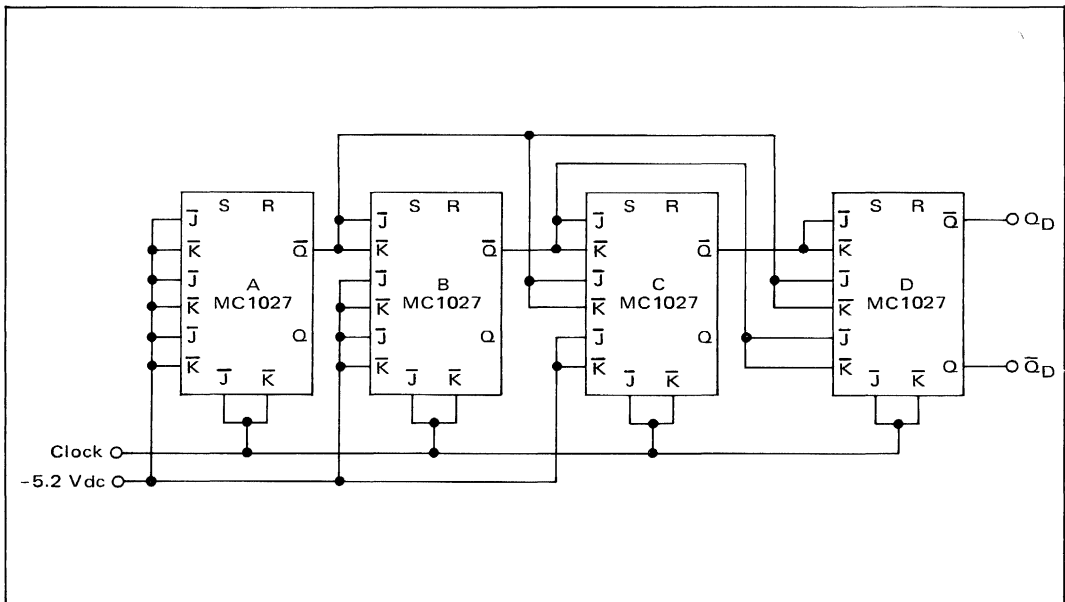 S R
J̅
K̅
J̅
K̅
J̅
K̅
A
MC1027
Q̅
Q
J̅ K̅
S R
J̅
K̅
J̅
K̅
J̅
K̅
B
MC1027
Q̅
Q
J̅ K̅
S R
J̅
K̅
J̅
K̅
J̅
K̅
C
MC1027
Q̅
Q
J̅ K̅
S R
J̅
K̅
J̅
K̅
J̅
K̅
D
MC1027
Q̅
Q
J̅ K̅
Q_D
Q̅_D
Clock
-5.2 Vdc